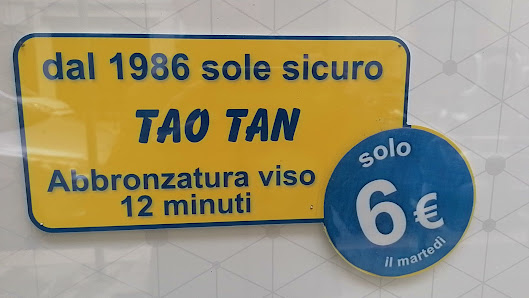 dal 1986 sole sicuro
TAO TAN
Abbronzatura viso
12 minuti
solo
6 €
il martedì